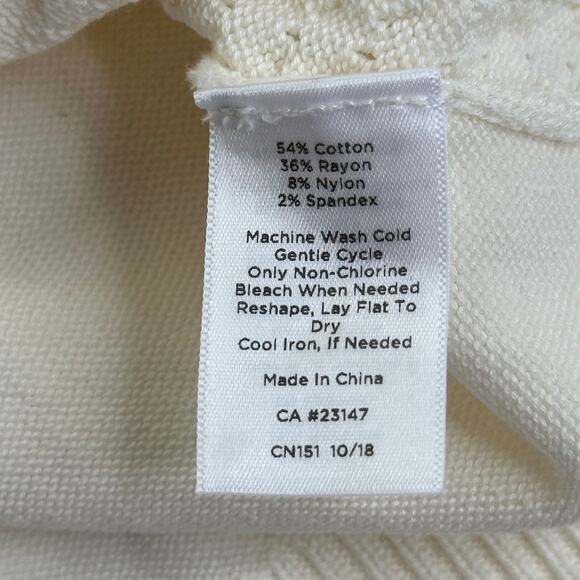 54% Cotton
36% Rayon
8% Nylon
2% Spandex
Machine Wash Cold
Gentle Cycle
Only Non-Chlorine
Bleach When Needed
Reshape, Lay Flat To
Dry
Cool Iron, If Needed
Made In China
CA #23147
CN151 10/18